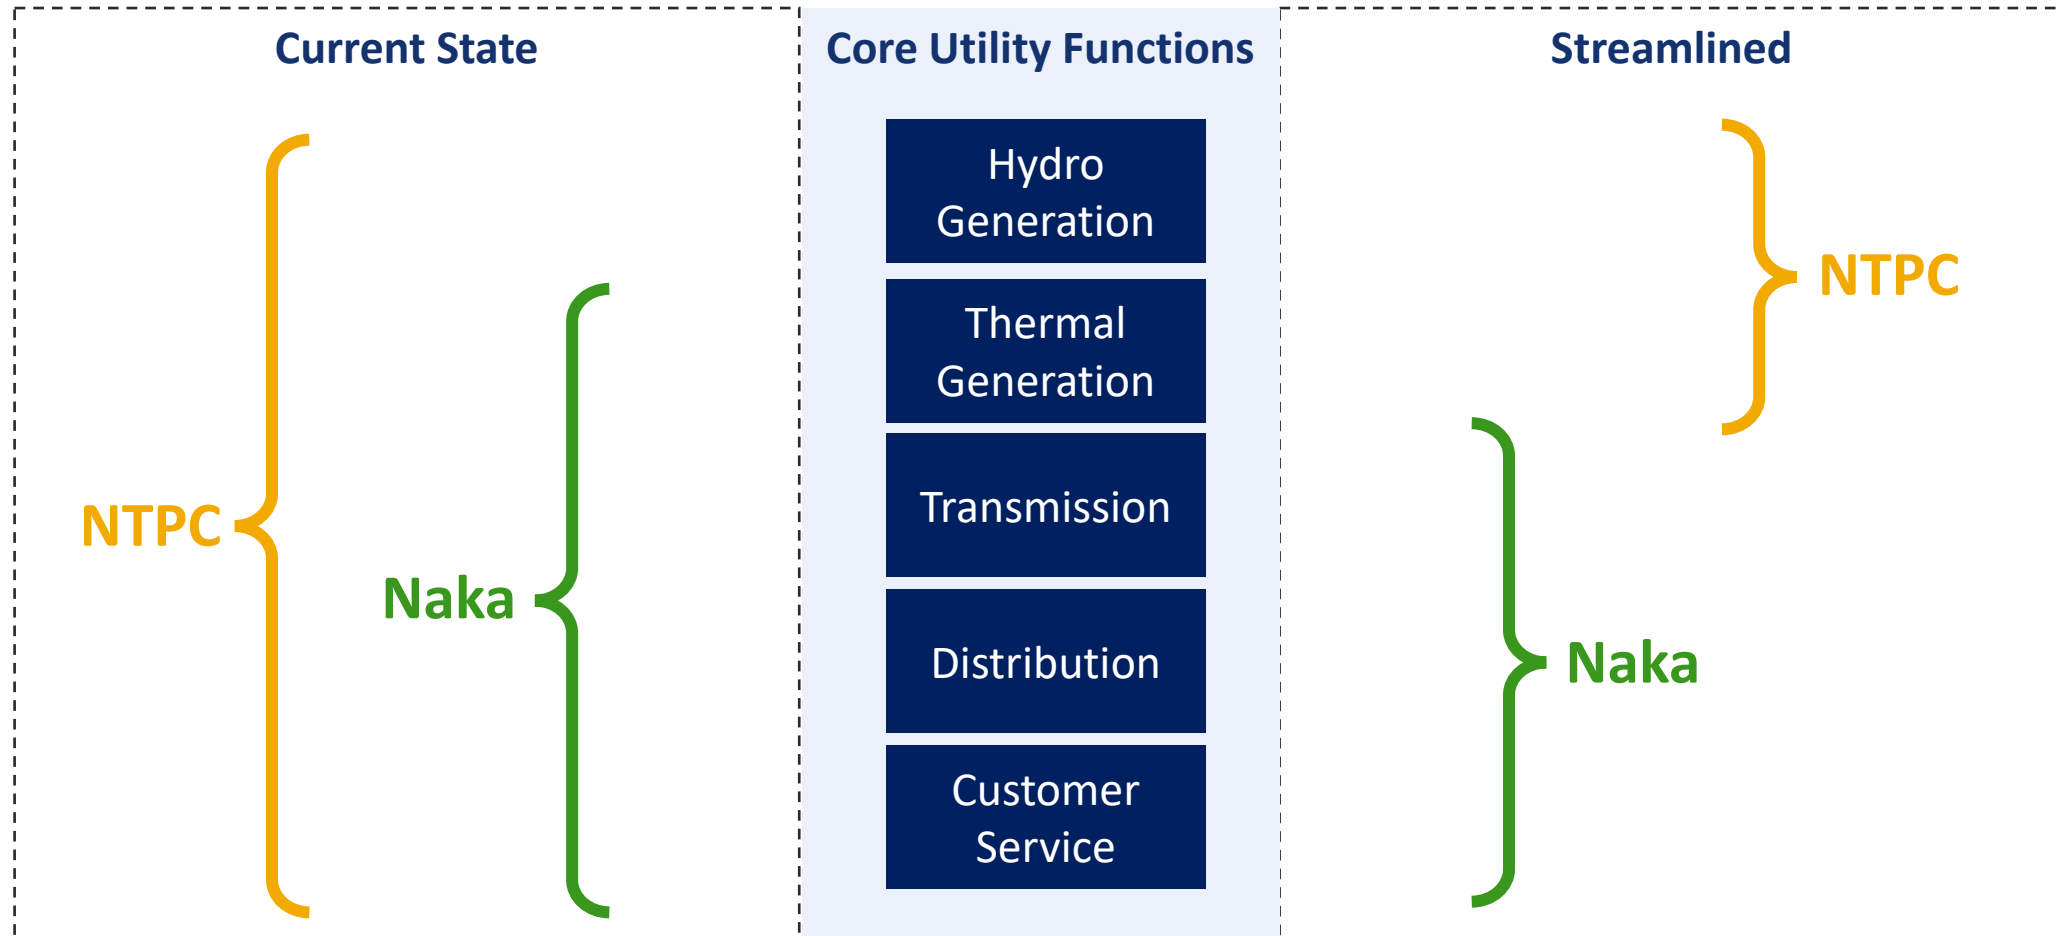 Current State
Core Utility Functions
Streamlined
Hydro
Generation
NTPC
Thermal
Generation
Transmission
NTPC
Naka
Distribution
Naka
Customer
Service